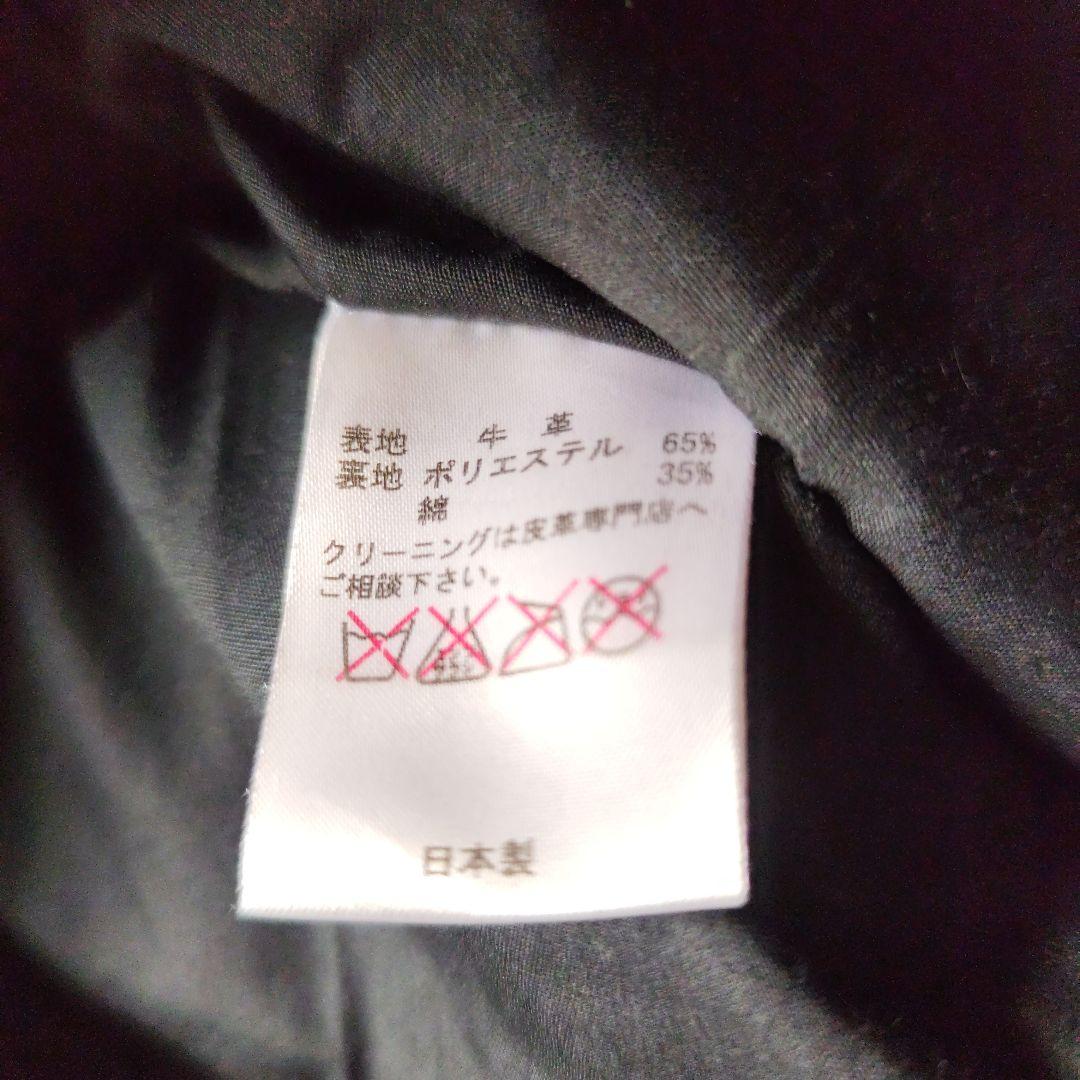 表地 牛革
裏地 ポリエステル 65%
綿 35%
クリーニングは皮革専門店へ
ご相談下さい。
日本製